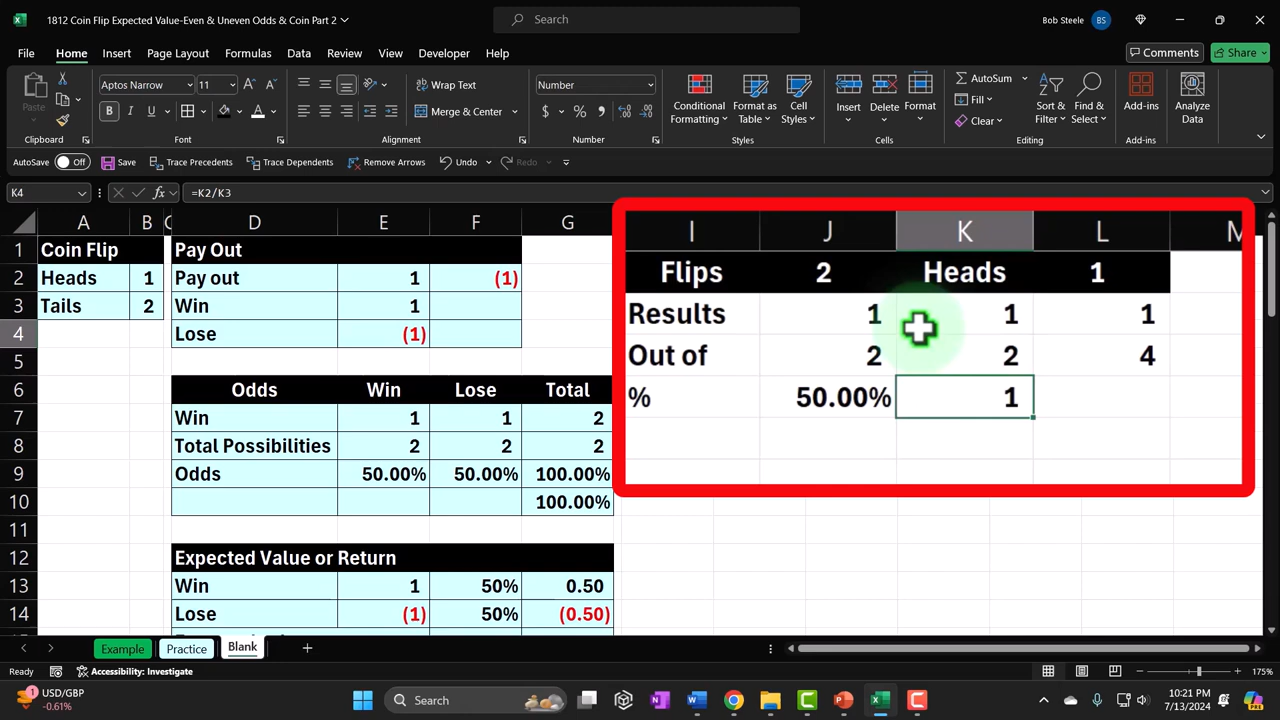 1812 Coin Flip Expected Value-Even & Uneven Odds & Coin Part 2
Search
Bob Steele
BS
File Home Insert Page Layout Formulas Data Review View Developer Help
Comments Share
Paste
Clipboard
Aptos Narrow 11
B I U
Font
Wrap Text
Merge & Center
Alignment
Number
$ %
Number
Conditional Formatting
Format as Table
Cell Styles
Styles
Insert Delete Format
Cells
AutoSum
Fill
Clear
Sort & Filter
Find & Select
Editing
Add-ins
Add-ins
Analyze Data
AutoSave Off Save Trace Precedents Trace Dependents Remove Arrows Undo Redo
K4 fx =K2/K3
A B C D E F G
1 Coin Flip Pay Out
2 Heads 1 Pay out 1 (1)
3 Tails 2 Win 1
4 Lose (1)
5
6 Odds Win Lose Total
7 Win 1 1 2
8 Total Possibilities 2 2 2
9 Odds 50.00% 50.00% 100.00%
10 100.00%
11
12 Expected Value or Return
13 Win 1 50% 0.50
14 Lose (1) 50% (0.50)
I J K L M
Flips 2 Heads 1
Results 1 1 1
Out of 2 2 4
% 50.00% 1
Example Practice Blank
Ready Accessibility: Investigate 175%
1
USD/GBP
-0.61%
Search
10:21 PM
7/13/2024